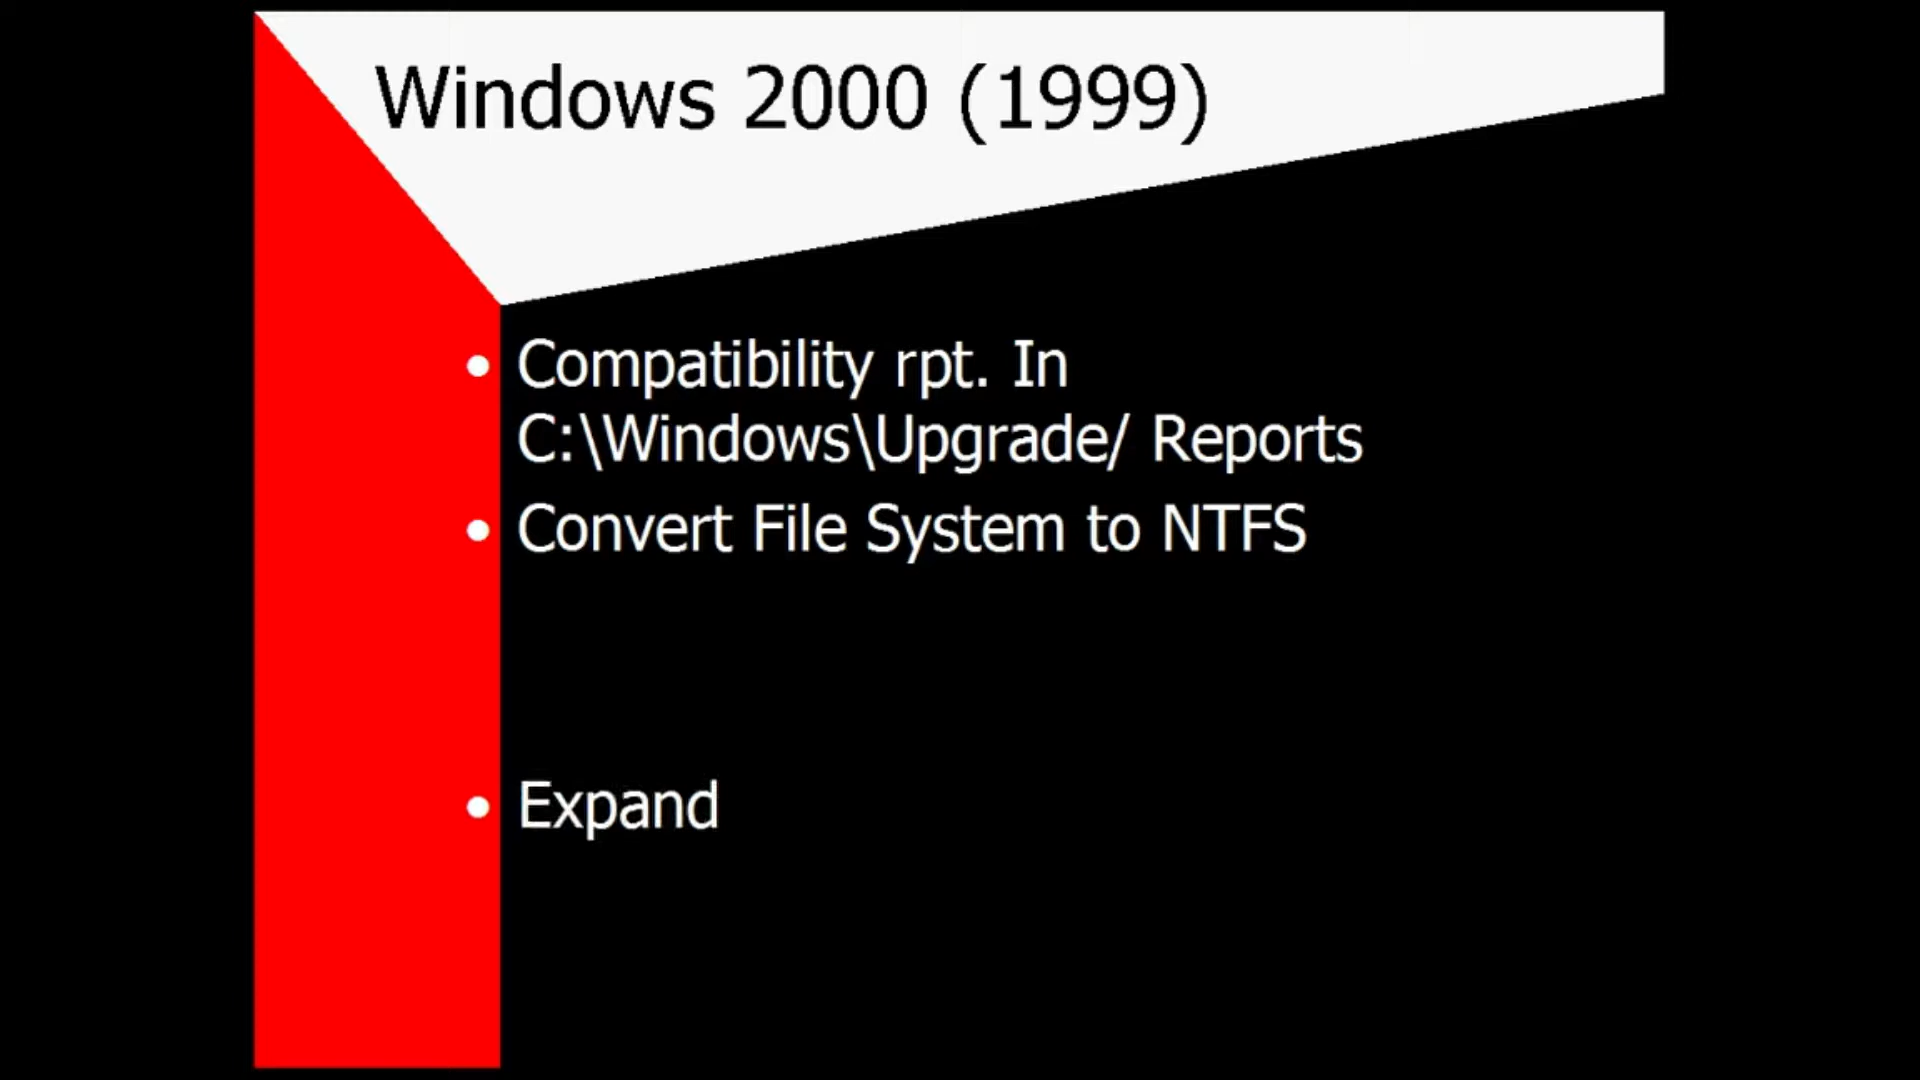 Windows 2000 (1999)
• Compatibility rpt. In
C:\Windows\Upgrade/ Reports
• Convert File System to NTFS
• Expand